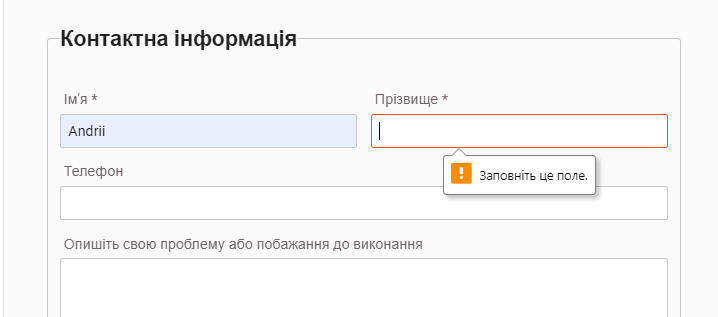 Контактна інформація
Ім'я *
Прізвище *
Andrii
Заповніть це поле.
Телефон
Опишіть свою проблему або побажання до виконання